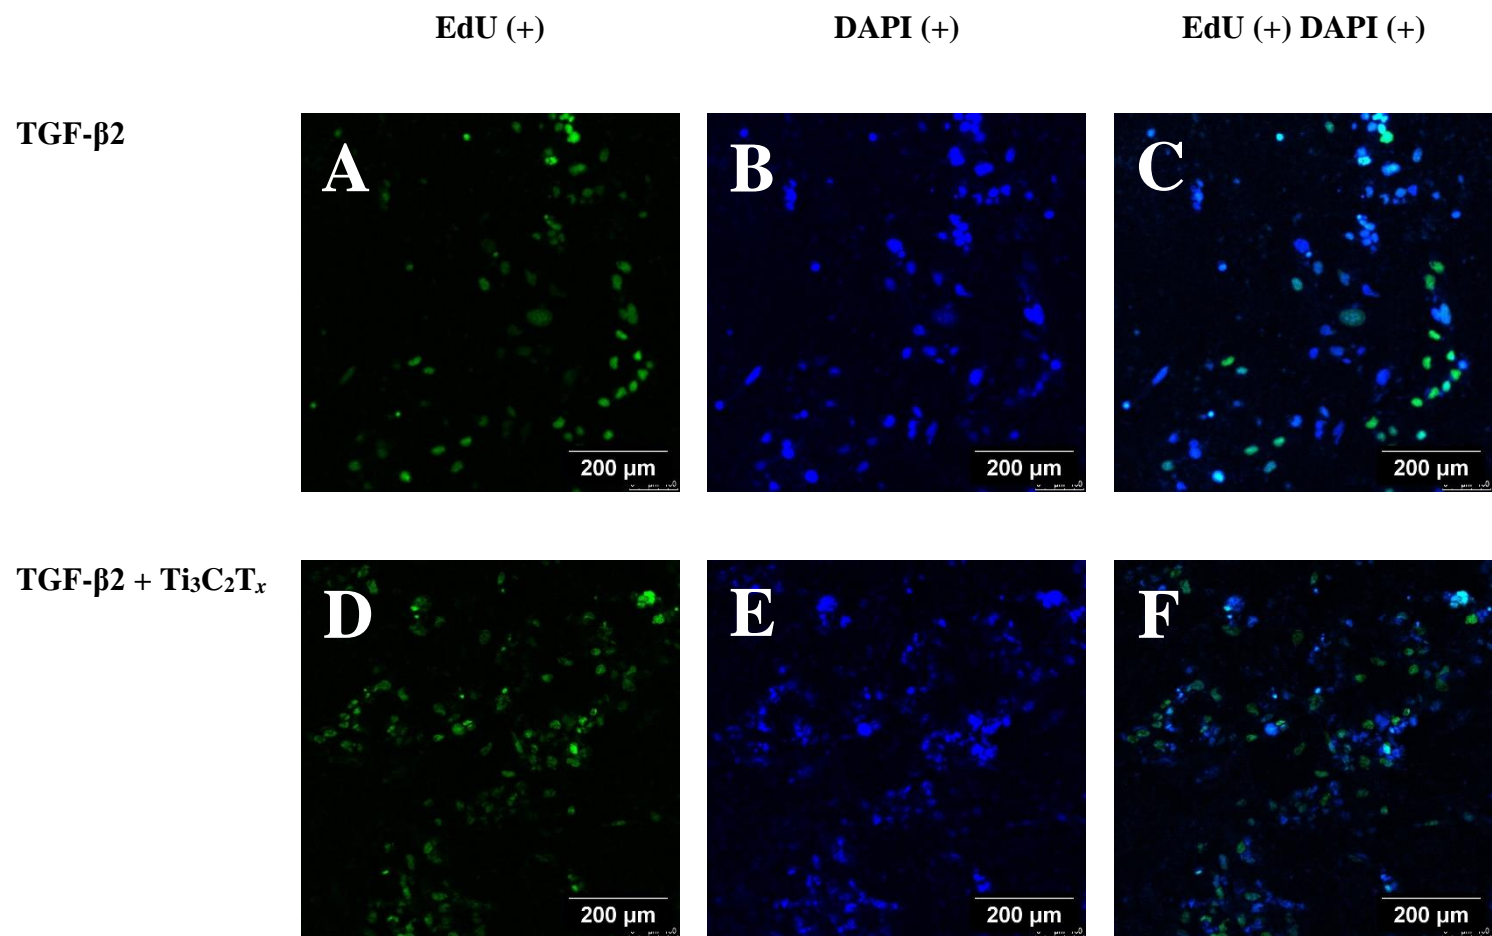 EdU (+) DAPI (+) EdU (+) DAPI (+)
TGF-β2
A B C
200 µm 200 µm 200 µm
TGF-β2 + Ti₃C₂Tₓ
D E F
200 µm 200 µm 200 µm